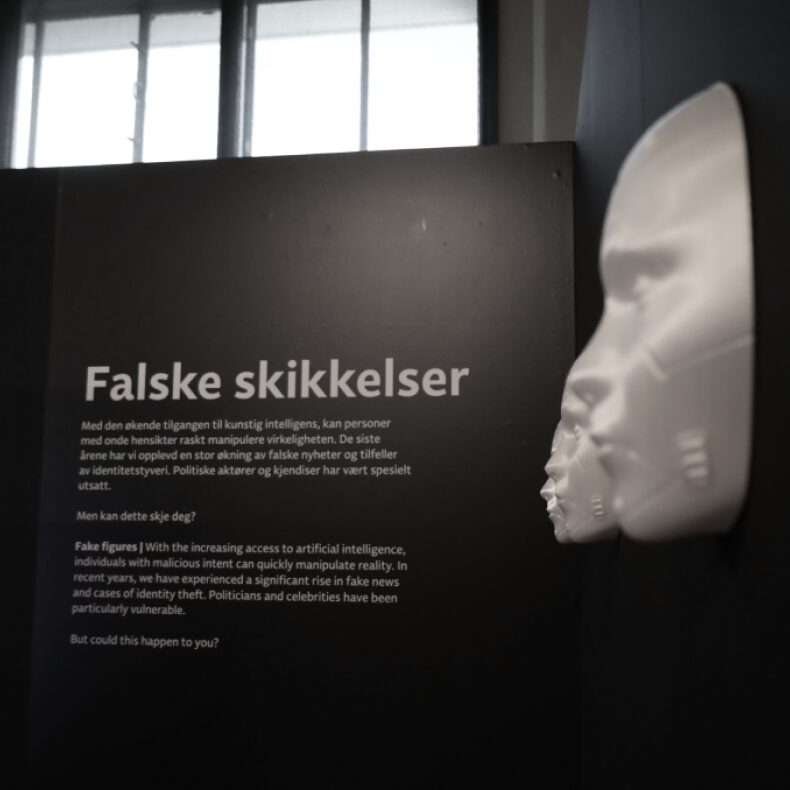 Falske skikkelser
Med den økende tilgangen til kunstig intelligens, kan personer
med onde hensikter raskt manipulere virkeligheten. De siste
årene har vi opplevd en stor økning av falske nyheter og tilfeller
av identitetstyveri. Politiske aktører og kjendiser har vært spesielt
utsatt.
Men kan dette skje deg?
Fake figures | With the increasing access to artificial intelligence,
individuals with malicious intent can quickly manipulate reality. In
recent years, we have experienced a significant rise in fake news
and cases of identity theft. Politicians and celebrities have been
particularly vulnerable.
But could this happen to you?